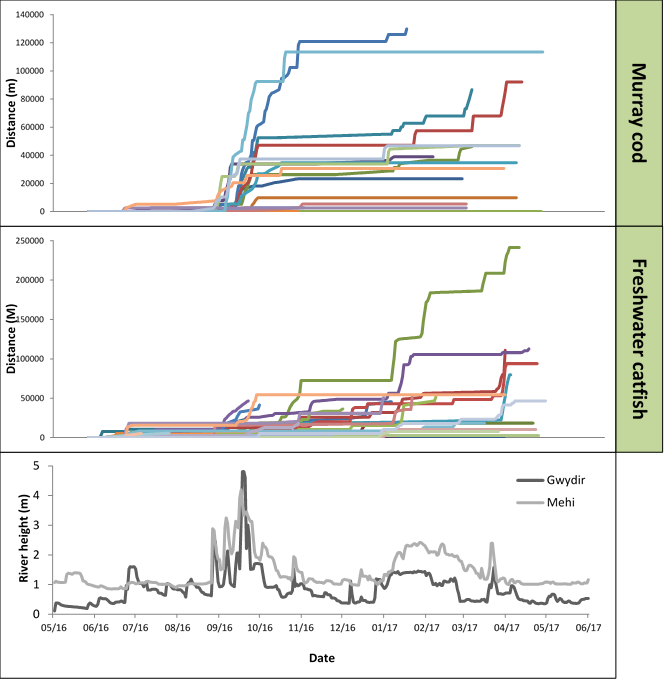 140000
120000
100000
80000
60000
40000
20000
0
Distance (m)
Murray cod
250000
200000
150000
100000
50000
0
Distance (M)
Freshwater catfish
5
4
3
2
1
0
River height (m)
Gwydir
Mehi
05/16 06/16 07/16 08/16 09/16 10/16 11/16 12/16 01/17 02/17 03/17 04/17 05/17 06/17
Date